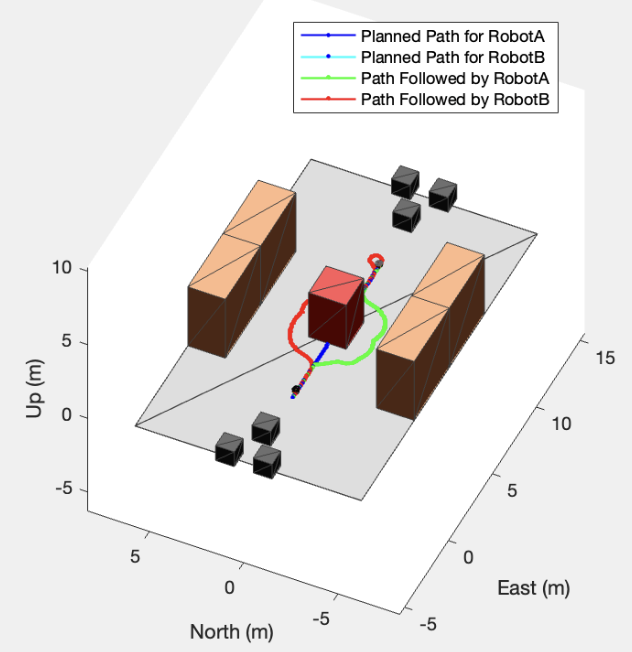 Planned Path for RobotA
Planned Path for RobotB
Path Followed by RobotA
Path Followed by RobotB
10
5
0
-5
Up (m)
5
0
-5
North (m)
15
10
5
0
-5
East (m)